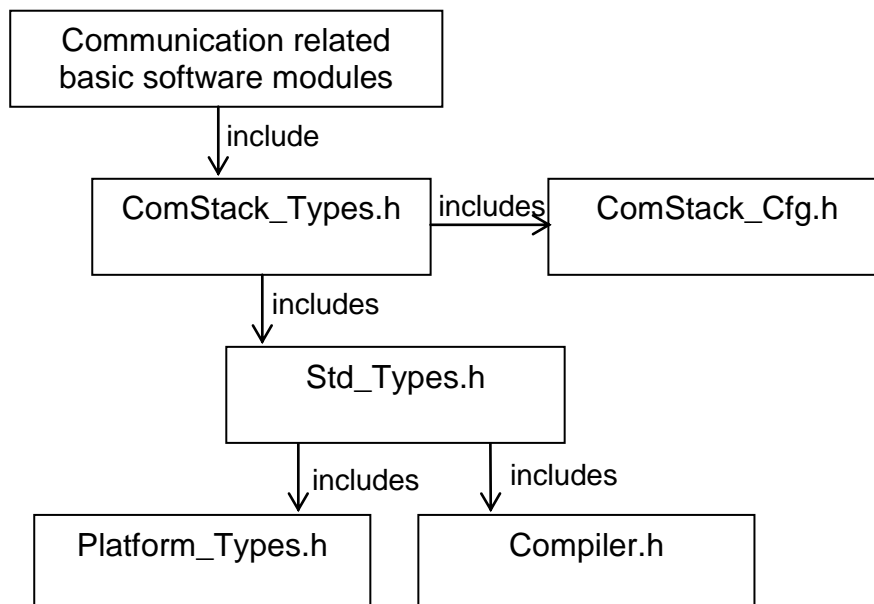 Communication related
basic software modules
include
ComStack_Types.h
includes
ComStack_Cfg.h
includes
Std_Types.h
includes
includes
Platform_Types.h
Compiler.h